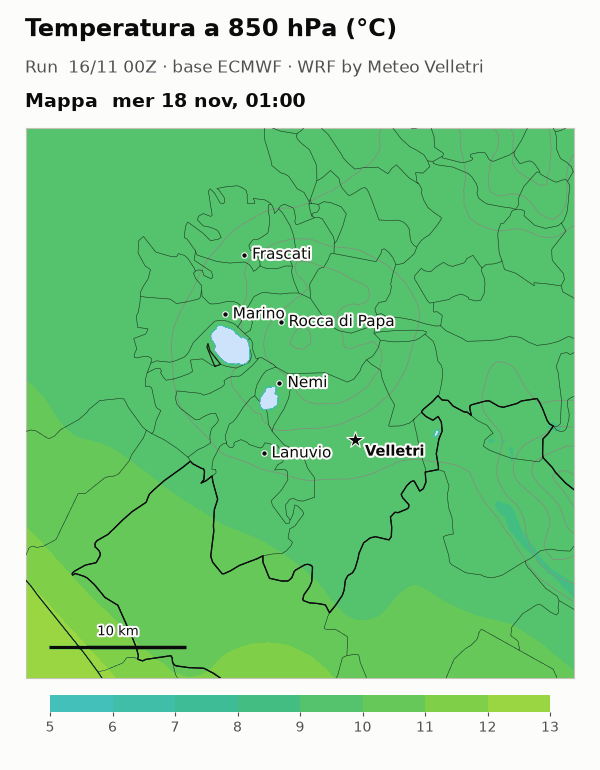 Temperatura a 850 hPa (°C)
Run  16/11 00Z · base ECMWF · WRF by Meteo Velletri
Mappa  mer 18 nov, 01:00
Frascati
Marino
Rocca di Papa
Nemi
Velletri
Lanuvio
10 km
5 6 7 8 9 10 11 12 13